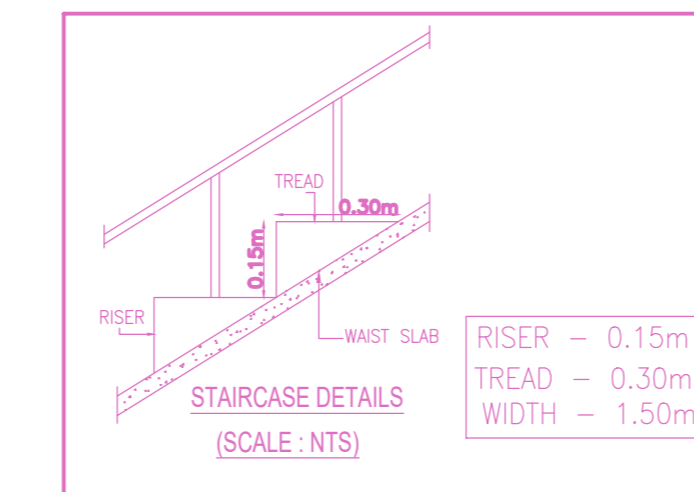 TREAD
0.30m
0.15m
RISER
WAIST SLAB
STAIRCASE DETAILS
(SCALE : NTS)
RISER – 0.15m
TREAD – 0.30m
WIDTH – 1.50m